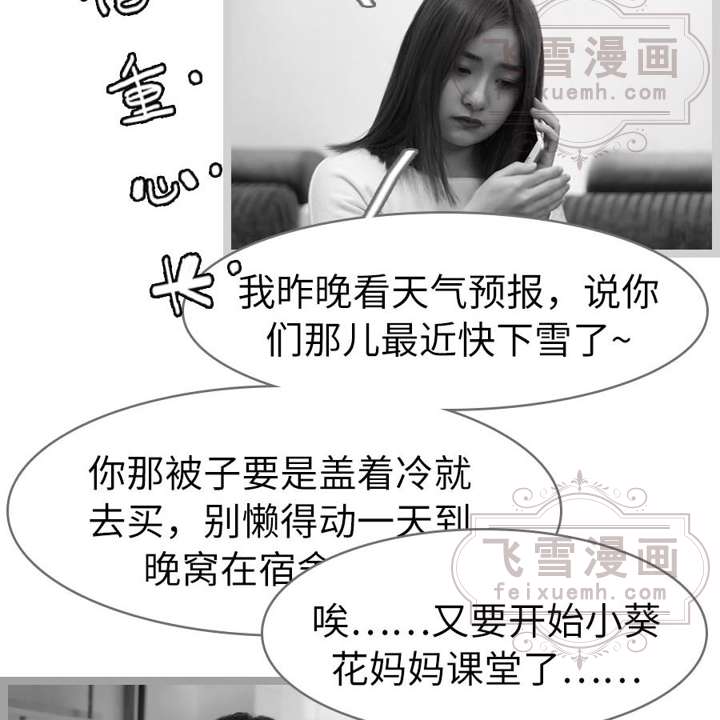 重
心
长
飞雪漫画
feixuemh.com
我昨晚看天气预报，说你
们那儿最近快下雪了~
你那被子要是盖着冷就
去买，别懒得动一天到
晚窝在宿舍
飞雪漫画
feixuemh.com
唉……又要开始小葵
花妈妈课堂了……